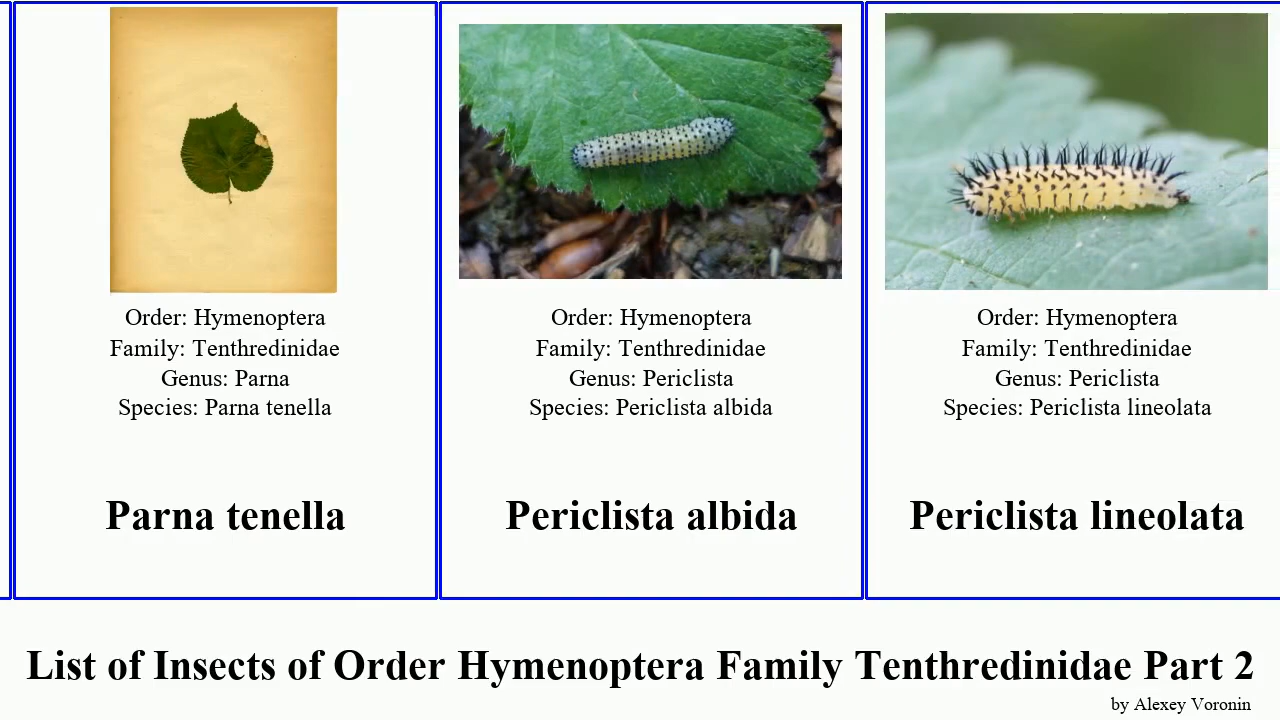 Order: Hymenoptera
Family: Tenthredinidae
Genus: Parna
Species: Parna tenella
Parna tenella
Order: Hymenoptera
Family: Tenthredinidae
Genus: Periclista
Species: Periclista albida
Periclista albida
Order: Hymenoptera
Family: Tenthredinidae
Genus: Periclista
Species: Periclista lineolata
Periclista lineolata
List of Insects of Order Hymenoptera Family Tenthredinidae Part 2
by Alexey Voronin